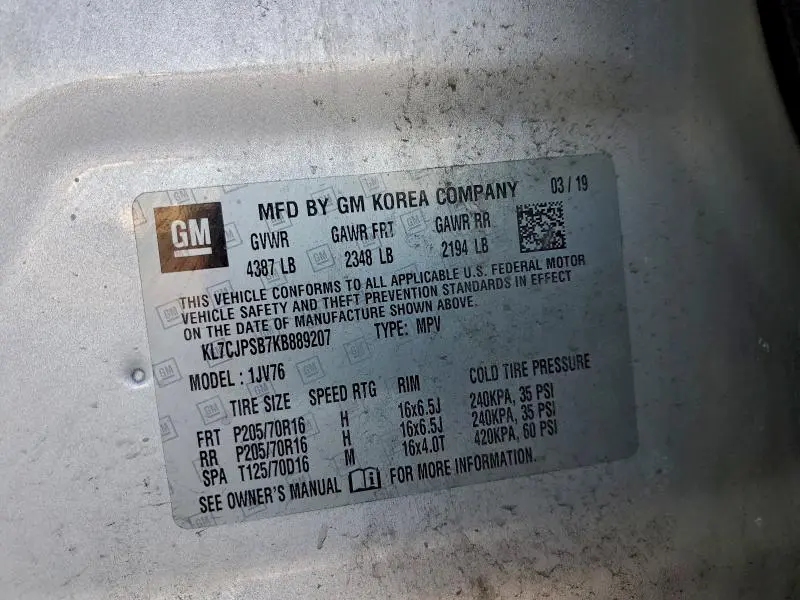 GM
MFD BY GM KOREA COMPANY 03 / 19
GVWR GAWR FRT GAWR RR
4387 LB 2348 LB 2194 LB
THIS VEHICLE CONFORMS TO ALL APPLICABLE U.S. FEDERAL MOTOR
VEHICLE SAFETY AND THEFT PREVENTION STANDARDS IN EFFECT
ON THE DATE OF MANUFACTURE SHOWN ABOVE.
KL7CJPSB7KB889207 TYPE: MPV
MODEL : 1JV76
TIRE SIZE SPEED RTG RIM COLD TIRE PRESSURE
FRT P205/70R16 H 16x6.5J 240KPA, 35 PSI
RR P205/70R16 H 16x6.5J 240KPA, 35 PSI
SPA T125/70D16 M 16x4.0T 420KPA, 60 PSI
SEE OWNER'S MANUAL FOR MORE INFORMATION.